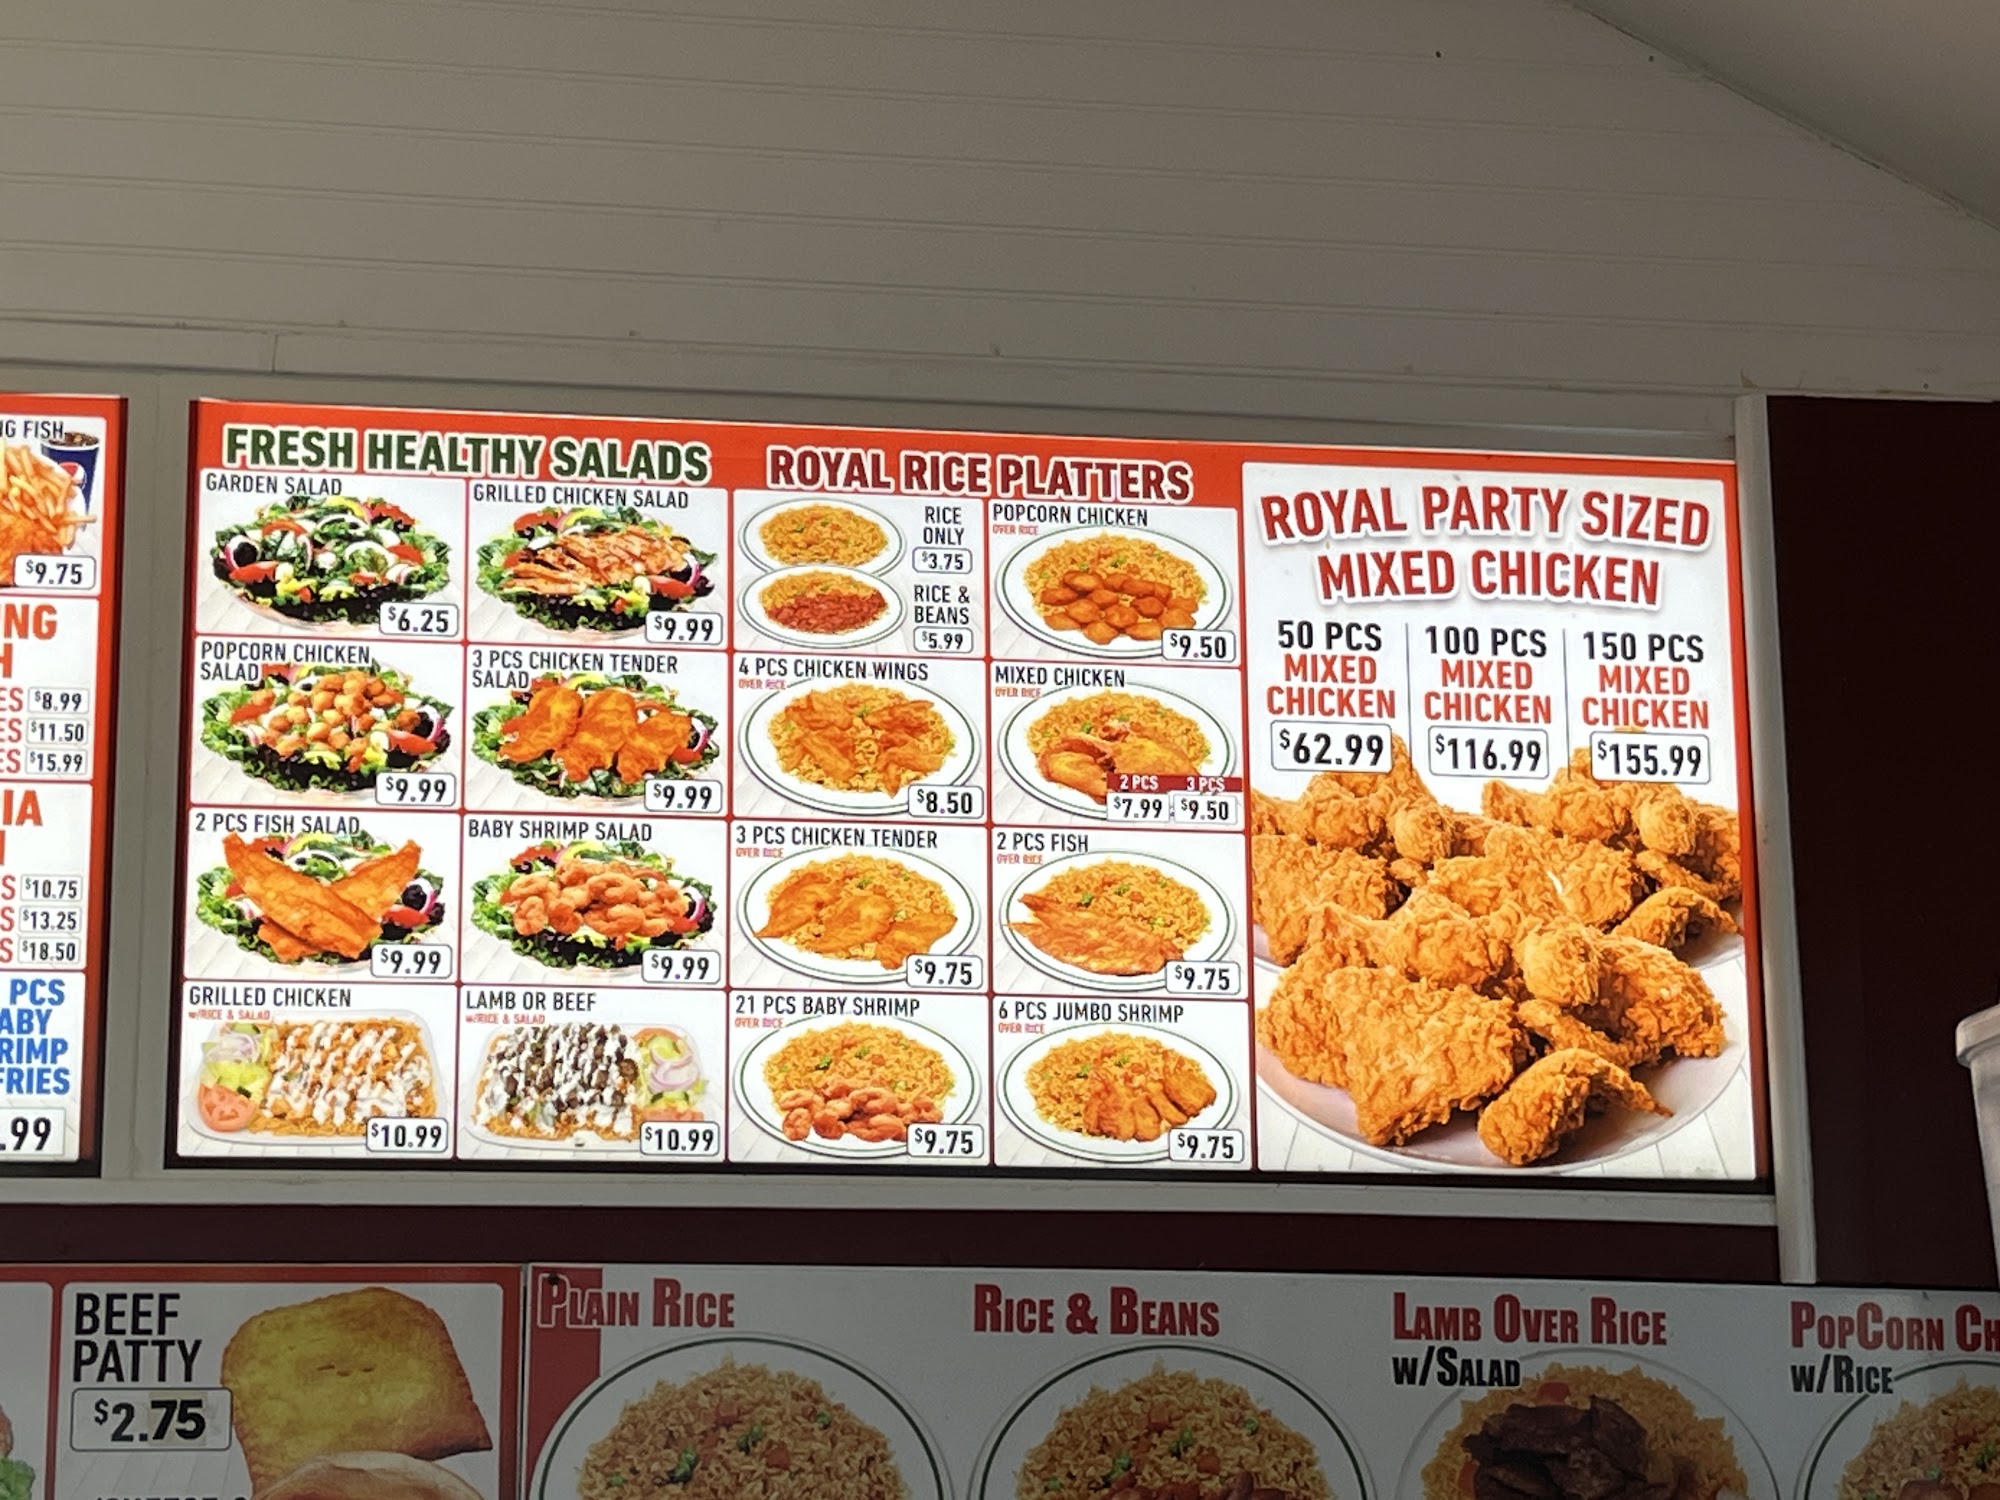 FISH
$9.75
$8.99
$11.50
$15.99
$10.75
$13.25
$18.50
PCS
.99
FRESH HEALTHY SALADS
GARDEN SALAD
$6.25
GRILLED CHICKEN SALAD
$9.99
POPCORN CHICKEN
SALAD
$9.99
3 PCS CHICKEN TENDER
SALAD
$9.99
2 PCS FISH SALAD
$9.99
BABY SHRIMP SALAD
$9.99
GRILLED CHICKEN
W/RICE & SALAD
$10.99
LAMB OR BEEF
W/RICE & SALAD
$10.99
ROYAL RICE PLATTERS
RICE
ONLY
$3.75
RICE &
BEANS
$5.99
POPCORN CHICKEN
OVER RICE
$9.50
4 PCS CHICKEN WINGS
OVER RICE
$8.50
MIXED CHICKEN
OVER RICE
2 PCS 3 PCS
$7.99 $9.50
3 PCS CHICKEN TENDER
OVER RICE
$9.75
2 PCS FISH
OVER RICE
$9.75
21 PCS BABY SHRIMP
OVER RICE
$9.75
6 PCS JUMBO SHRIMP
OVER RICE
$9.75
ROYAL PARTY SIZED
MIXED CHICKEN
50 PCS
MIXED
CHICKEN
$62.99
100 PCS
MIXED
CHICKEN
$116.99
150 PCS
MIXED
CHICKEN
$155.99
BEEF
PATTY
$2.75
PLAIN RICE
RICE & BEANS
LAMB OVER RICE
W/SALAD
POPCORN CH
W/RICE